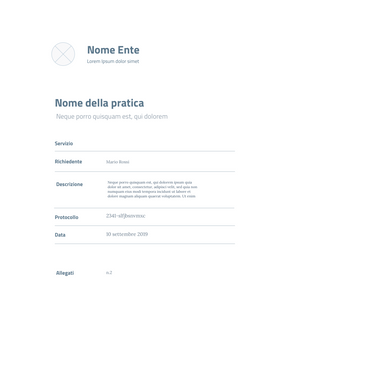 Nome Ente
Lorem ipsum dolor amet
Nome della pratica
Neque porro quisquam est, qui dolorem
Servizio
Richiedente Mario Rossi
Descrizione Neque porro quisquam est, qui dolorem ipsum quia
dolor sit amet, consectetur, adipisci velit, sed quia non
numquam eius modi tempora incidunt ut labore et
dolore magnam aliquam quaerat voluptatem. Ut enim
Protocollo
Data 10 settembre 2019
Allegati n.2